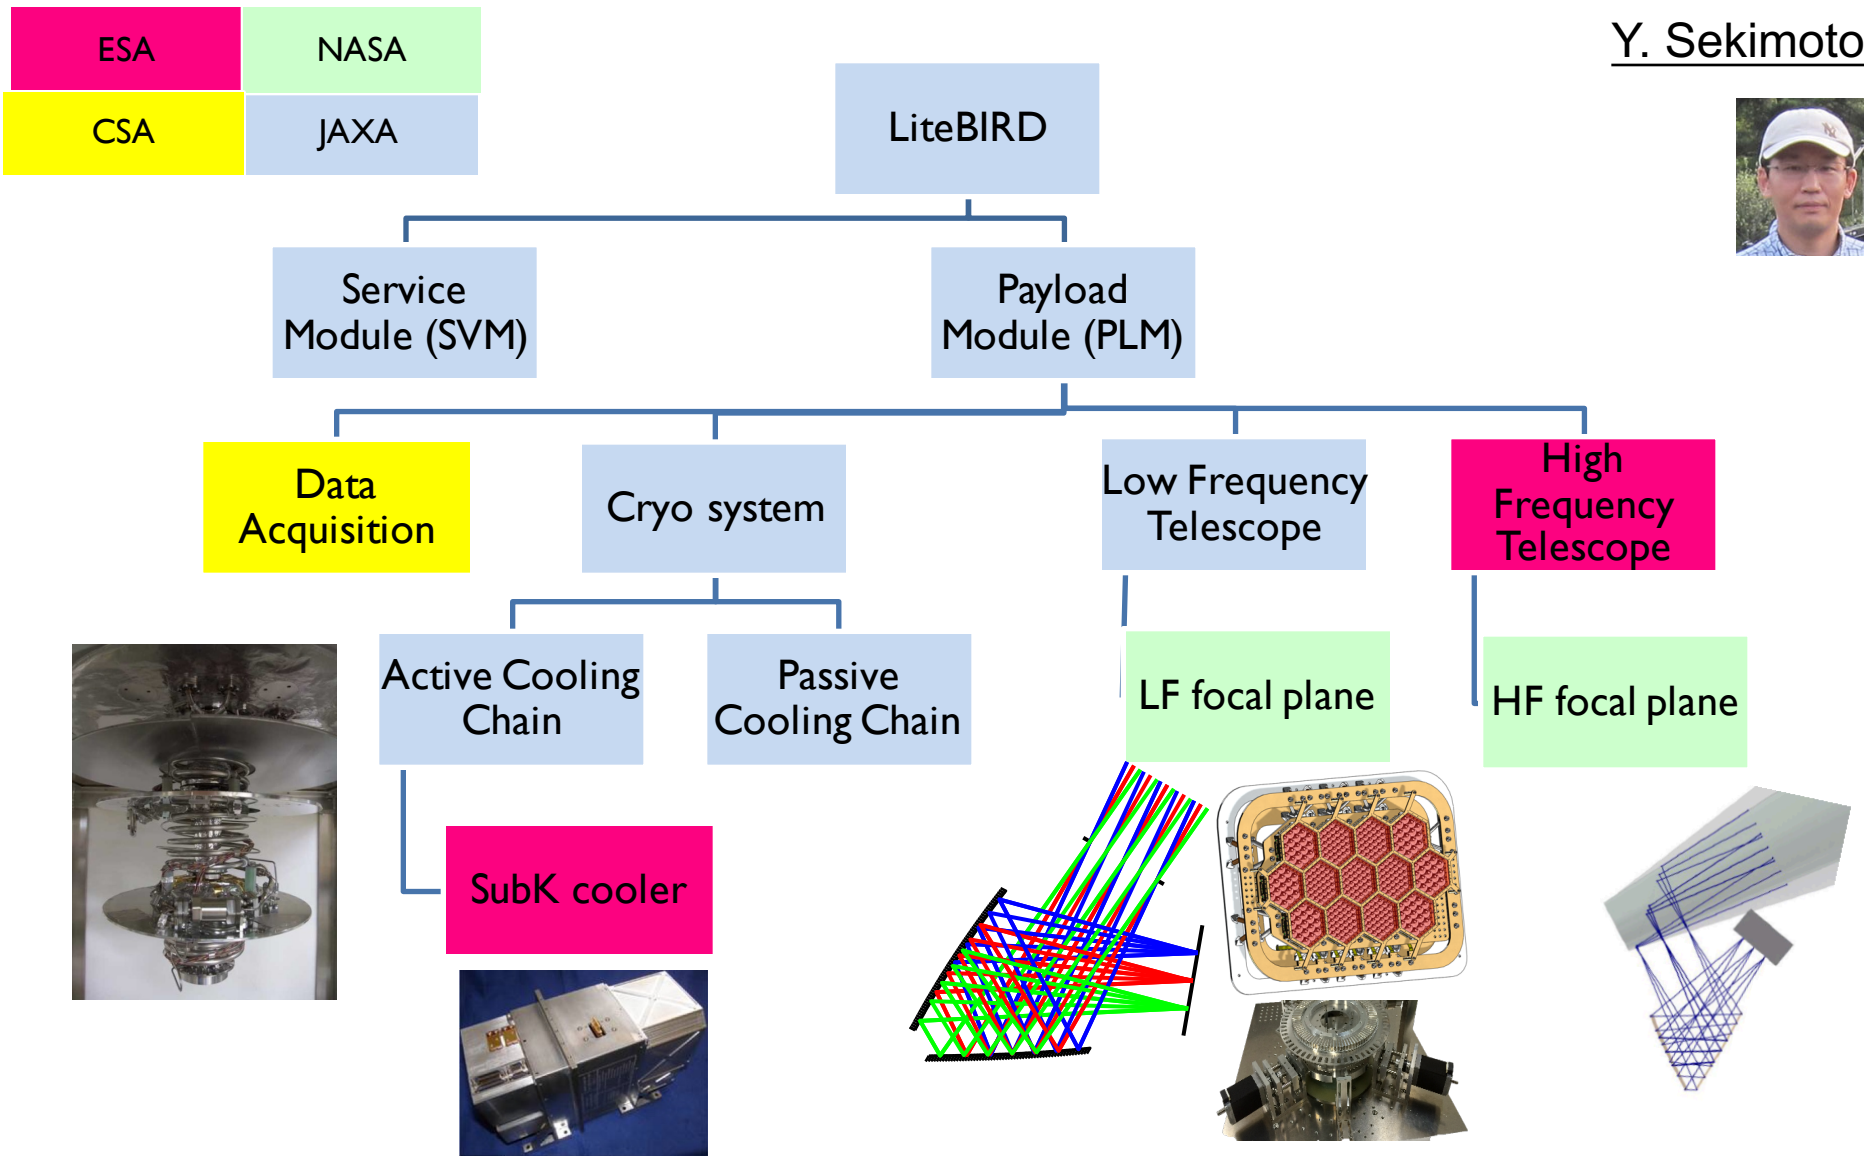 ESA
NASA
CSA
JAXA
Y. Sekimoto
LiteBIRD
Service
Module (SVM)
Payload
Module (PLM)
Data
Acquisition
Cryo system
Low Frequency
Telescope
High
Frequency
Telescope
Active Cooling
Chain
Passive
Cooling Chain
LF focal plane
HF focal plane
SubK cooler